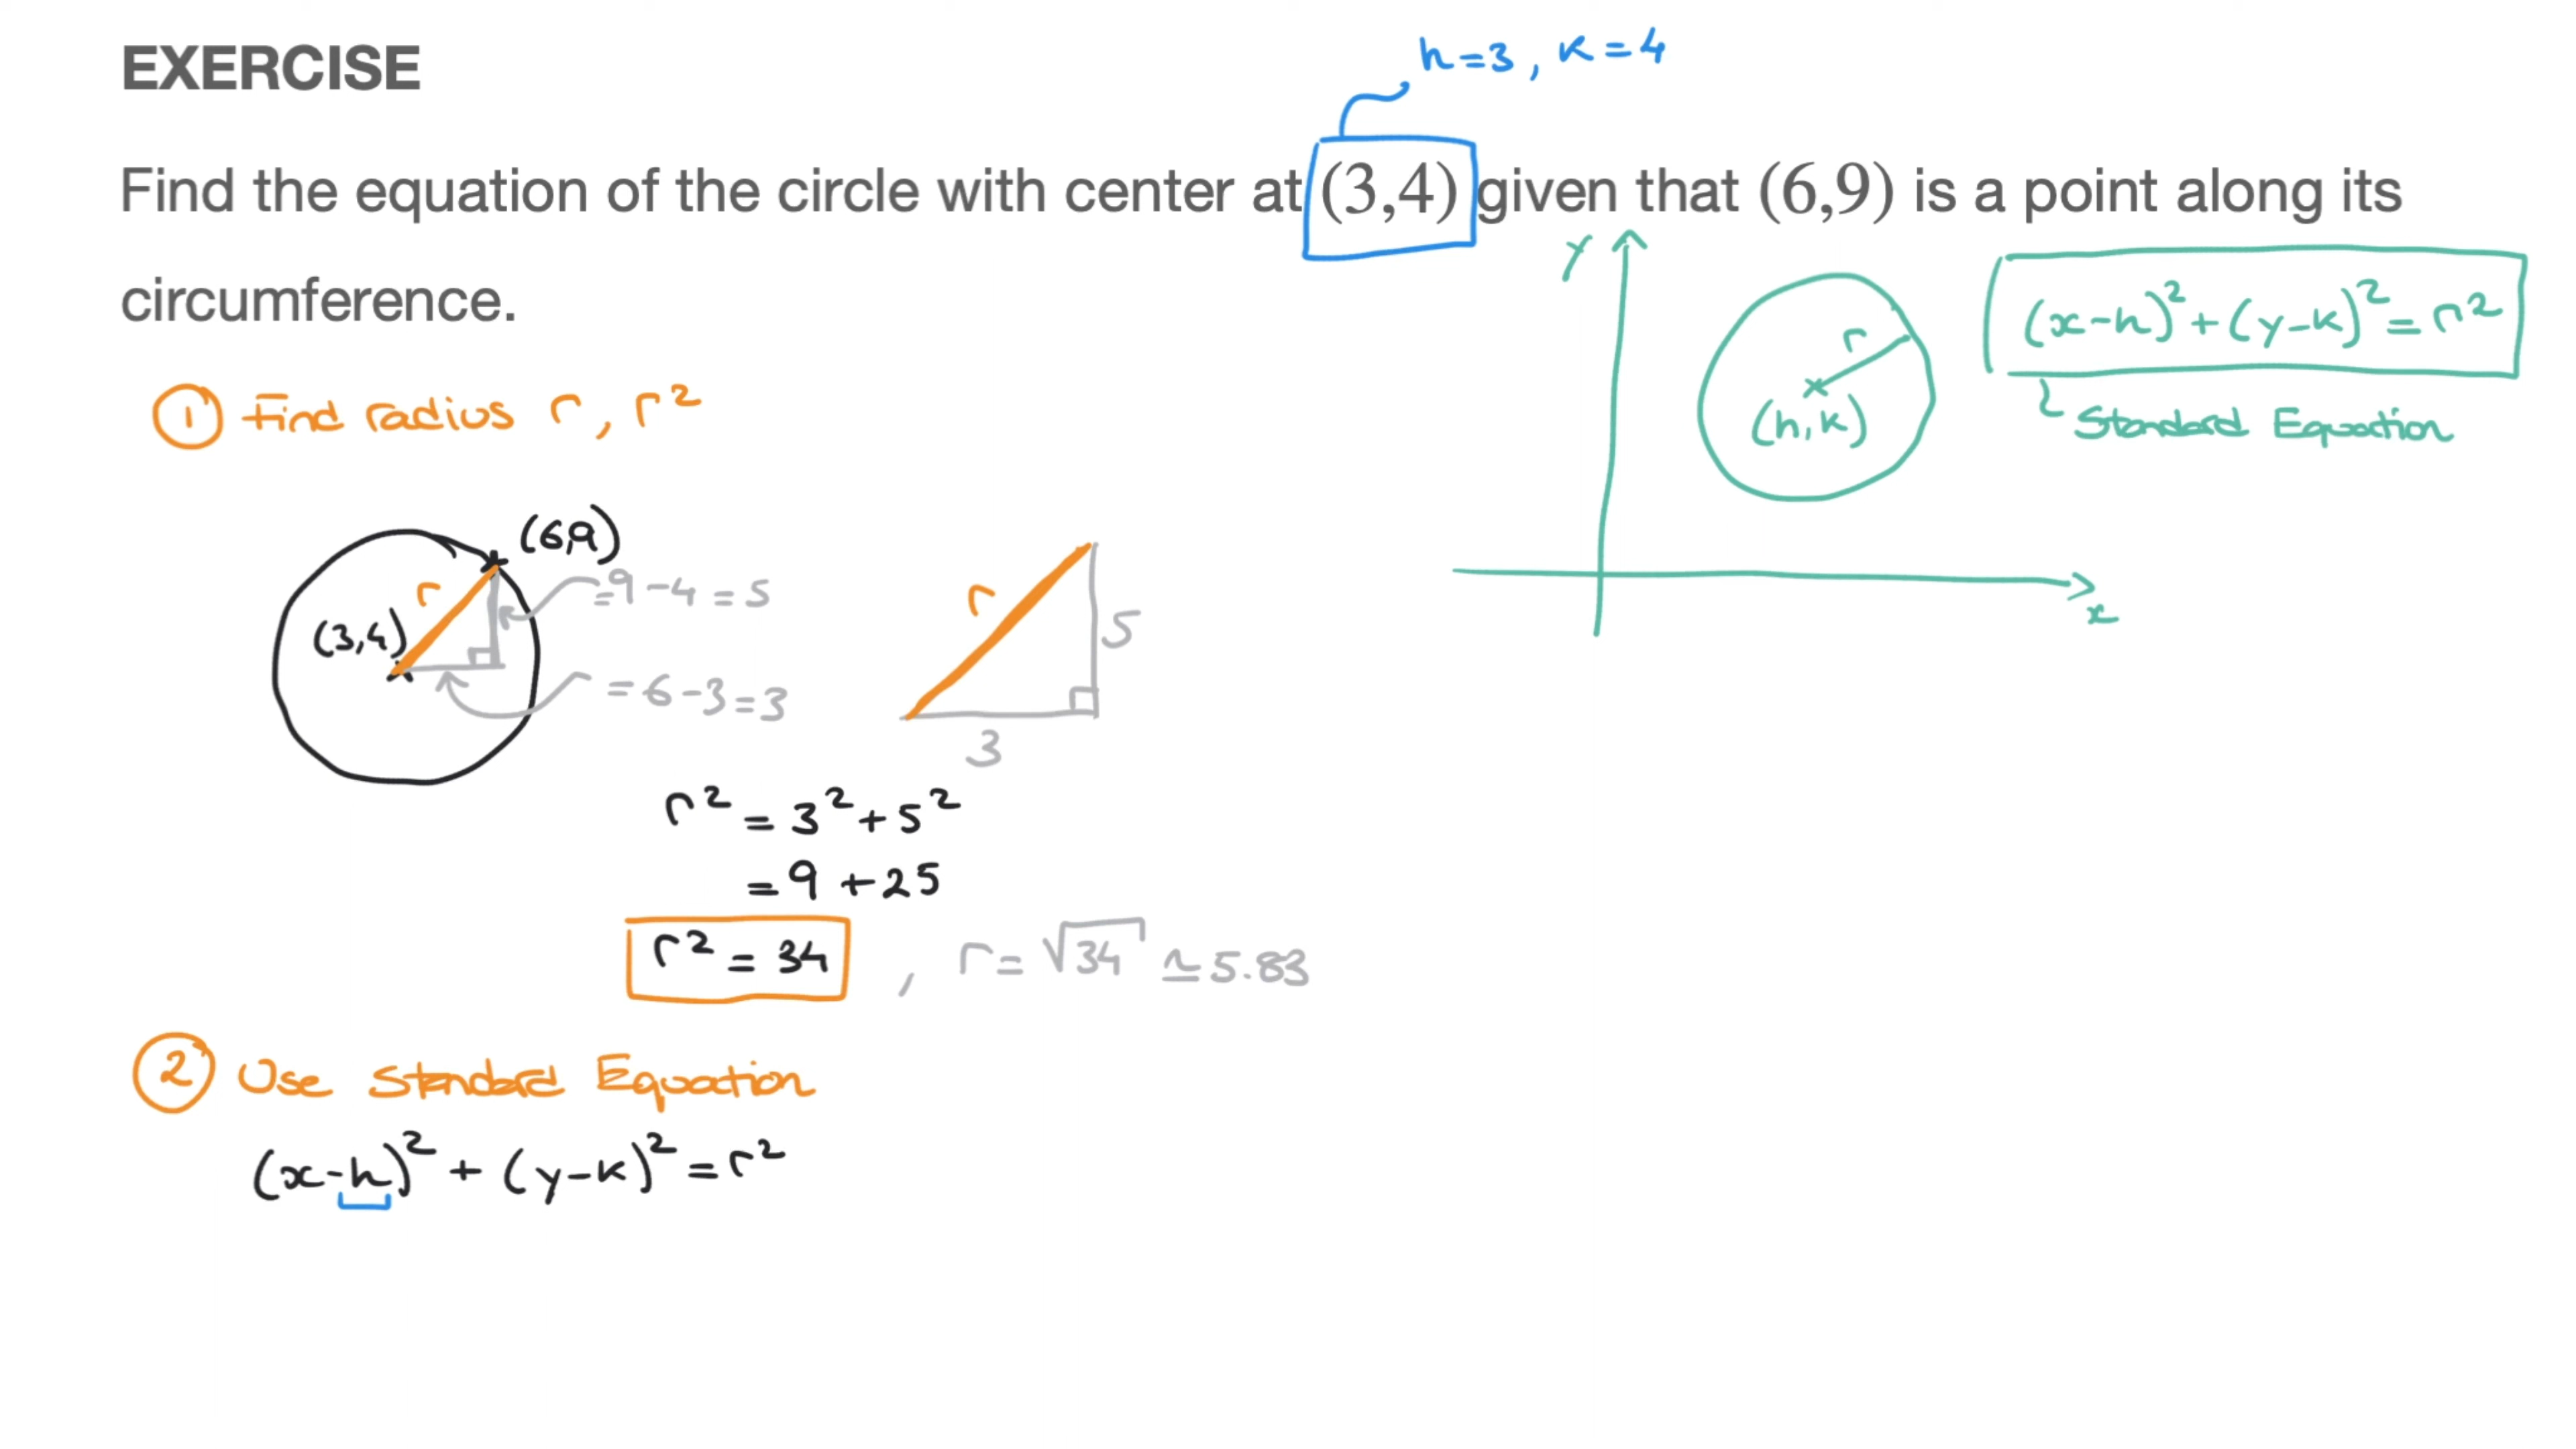 EXERCISE
h=3, k=4
Find the equation of the circle with center at (3,4) given that (6,9) is a point along its
circumference.
① Find radius r, r²
y
r
(h,k)
x
(x-h)²+(y-k)²=r²
Standard Equation
(6,9)
r
(3,4)
=9-4=5
=6-3=3
r
5
3
r²=3²+5²
=9+25
r²=34, r=√34≃5.83
② Use Standard Equation
(x-h)²+(y-k)²=r²